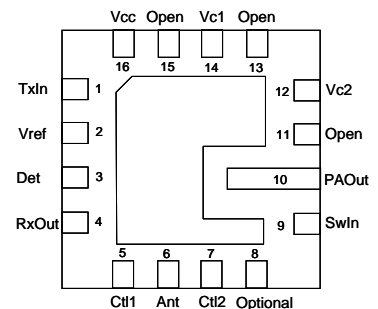 Vcc Open Vc1 Open
16 15 14 13
TxIn 1
12 Vc2
Vref 2
11 Open
Det 3
10 PAOut
RxOut 4
9 SwIn
5 6 7 8
Ctl1 Ant Ctl2 Optional